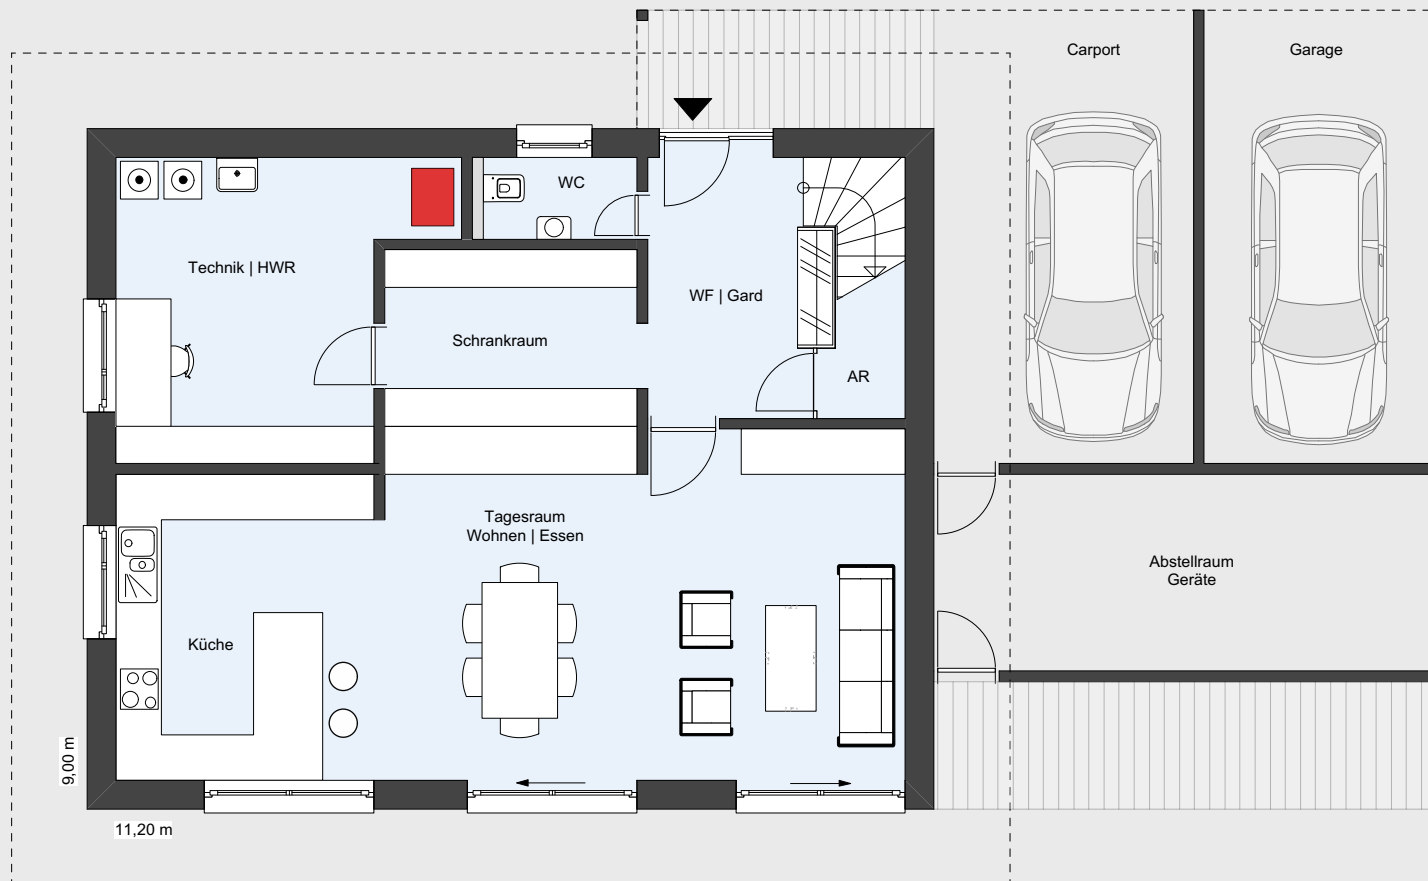 Carport
Garage
WC
Technik | HWR
WF | Gard
Schrankraum
AR
Tagesraum
Wohnen | Essen
Abstellraum
Geräte
Küche
9,00 m
11,20 m